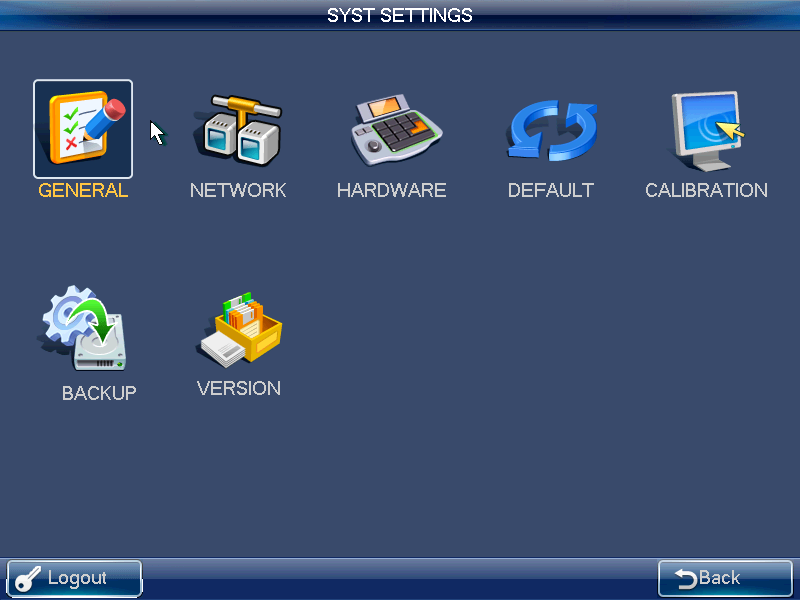 SYST SETTINGS
GENERAL
NETWORK
HARDWARE
DEFAULT
CALIBRATION
BACKUP
VERSION
Logout
Back